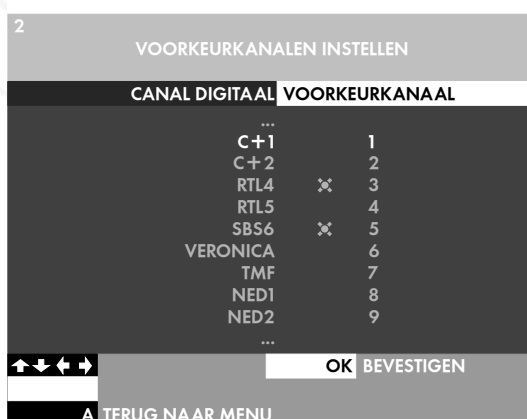 2
VOORKEURKANALEN INSTELLEN
CANAL DIGITAAL VOORKEURKANAAL
...
C+1 1
C+2 2
RTL4 3
RTL5 4
SBS6 5
VERONICA 6
TMF 7
NED1 8
NED2 9
...
OK BEVESTIGEN
A TERUG NAAR MENU